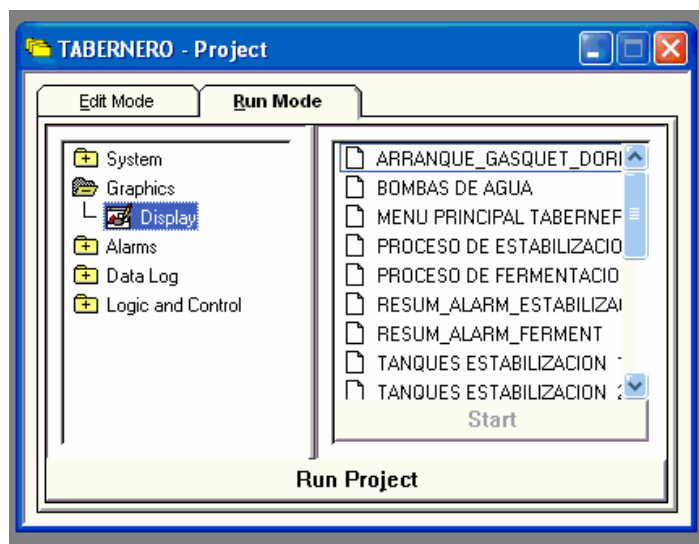 TABERNERO - Project
Edit Mode
Run Mode
System
Graphics
Display
Alarms
Data Log
Logic and Control
ARRANQUE_GASQUET_DORI
BOMBAS DE AGUA
MENU PRINCIPAL TABERNER
PROCESO DE ESTABILIZACIO
PROCESO DE FERMENTACIO
RESUM_ALARM_ESTABILIZA
RESUM_ALARM_FERMENT
TANQUES ESTABILIZACION
TANQUES ESTABILIZACION
Start
Run Project